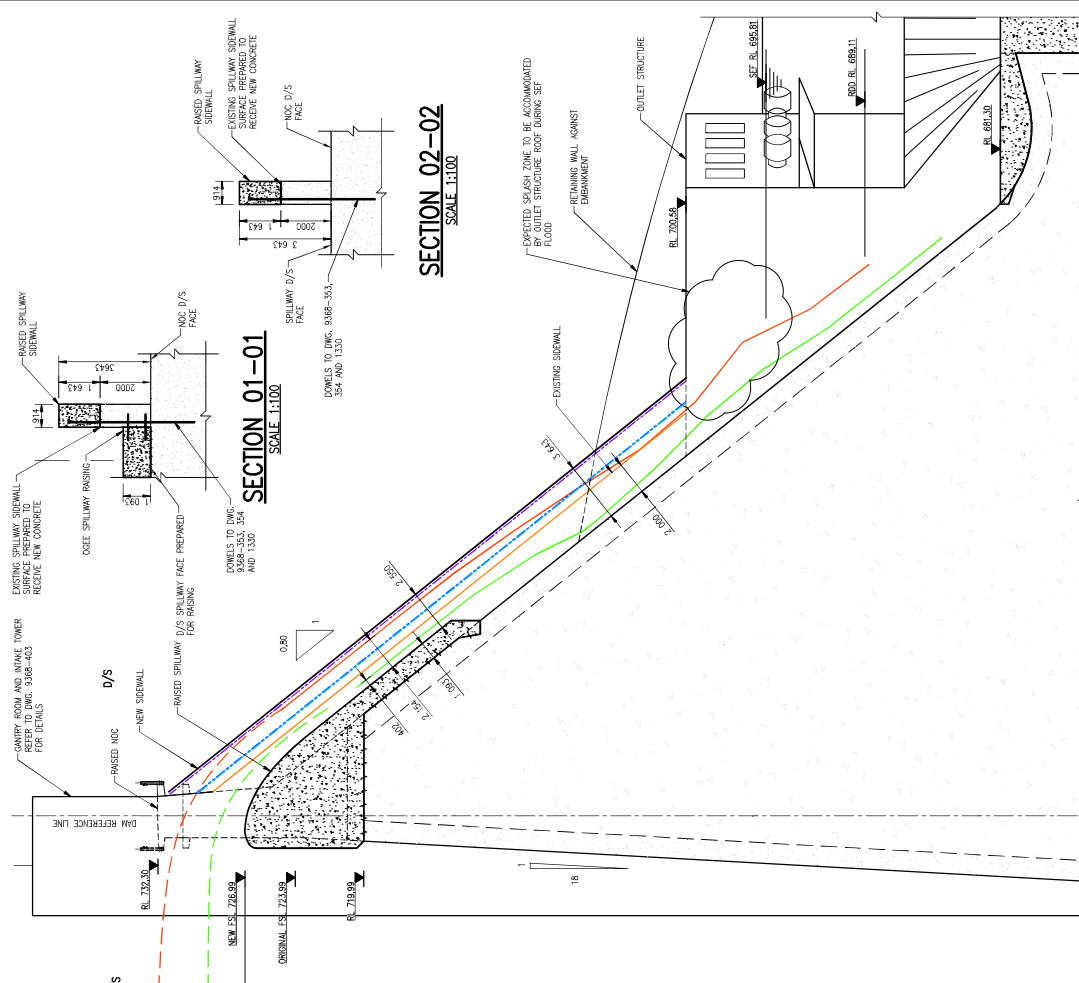 GANTRY ROOM AND INTAKE TOWER
REFER TO DWG. 9368-403
FOR DETAILS
D/S
RAISED NOC
NEW SIDEWALL
RAISED SPILLWAY D/S SPILLWAY FACE PREPARED
FOR RAISING
DAM REFERENCE LINE
RL 732,30
NEW FSL 726,99
ORIGINAL FSL 723,99
RL 719,99
1
18
0,80
1
402
2 154
1 093
2 550
3 643
2 000
EXISTING SPILLWAY SIDEWALL
SURFACE PREPARED TO
RECEIVE NEW CONCRETE
OGEE SPILLWAY RAISING
RAISED SPILLWAY
SIDEWALL
NOC D/S
FACE
914
1 643
2000
3643
1 093
DOWELS TO DWG.
9368-353, 354
AND 1330
SECTION 01-01
SCALE 1:100
RAISED SPILLWAY
SIDEWALL
EXISTING SPILLWAY SIDEWALL
SURFACE PREPARED TO
RECEIVE NEW CONCRETE
NOC D/S
FACE
914
1 643
2000
3 643
SPILLWAY D/S
FACE
DOWELS TO DWG. 9368-353,
354 AND 1330
SECTION 02-02
SCALE 1:100
EXISTING SIDEWALL
EXPECTED SPLASH ZONE TO BE ACCOMMODATED
BY OUTLET STRUCTURE ROOF DURING SEF
FLOOD
RETAINING WALL AGAINST
EMBANKMENT
OUTLET STRUCTURE
RL 700,58
SEF RL 695,81
RDD RL 689,11
RL 681,30